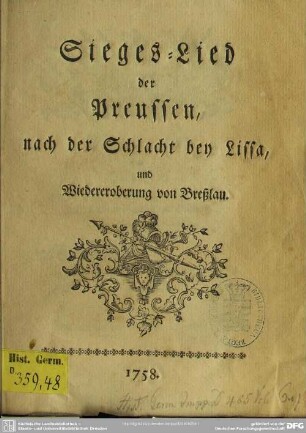 Sieges-Lied
der
Preussen,
nach der Schlacht bey Lissa,
und
Wiedereroberung von Breßlau.
Hist. Germ.
D
359,48
1758.